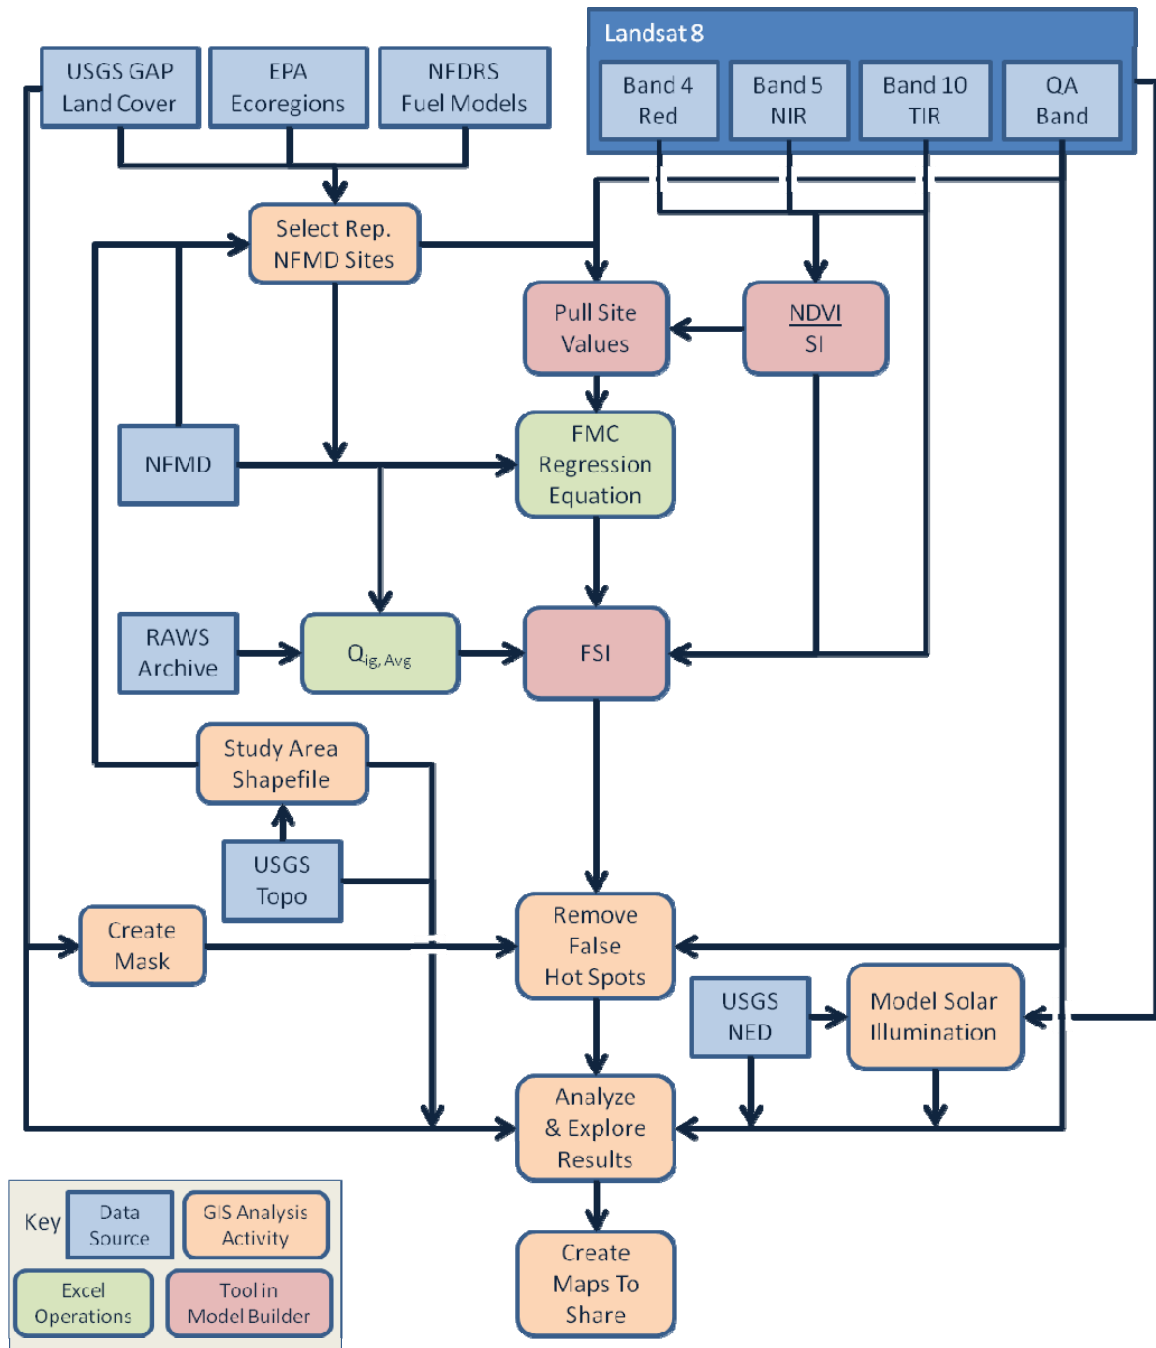 Landsat 8
USGS GAP
Land Cover
EPA
Ecoregions
NFDRS
Fuel Models
Band 4
Red
Band 5
NIR
Band 10
TIR
QA
Band
Select Rep.
NFMD Sites
Pull Site
Values
NDVI
SI
NFMD
FMC
Regression
Equation
RAWS
Archive
Qig, Avg
FSI
Study Area
Shapefile
USGS
Topo
Create
Mask
Remove
False
Hot Spots
USGS
NED
Model Solar
Illumination
Analyze
& Explore
Results
Create
Maps To
Share
Key
Data
Source
GIS Analysis
Activity
Excel
Operations
Tool in
Model Builder